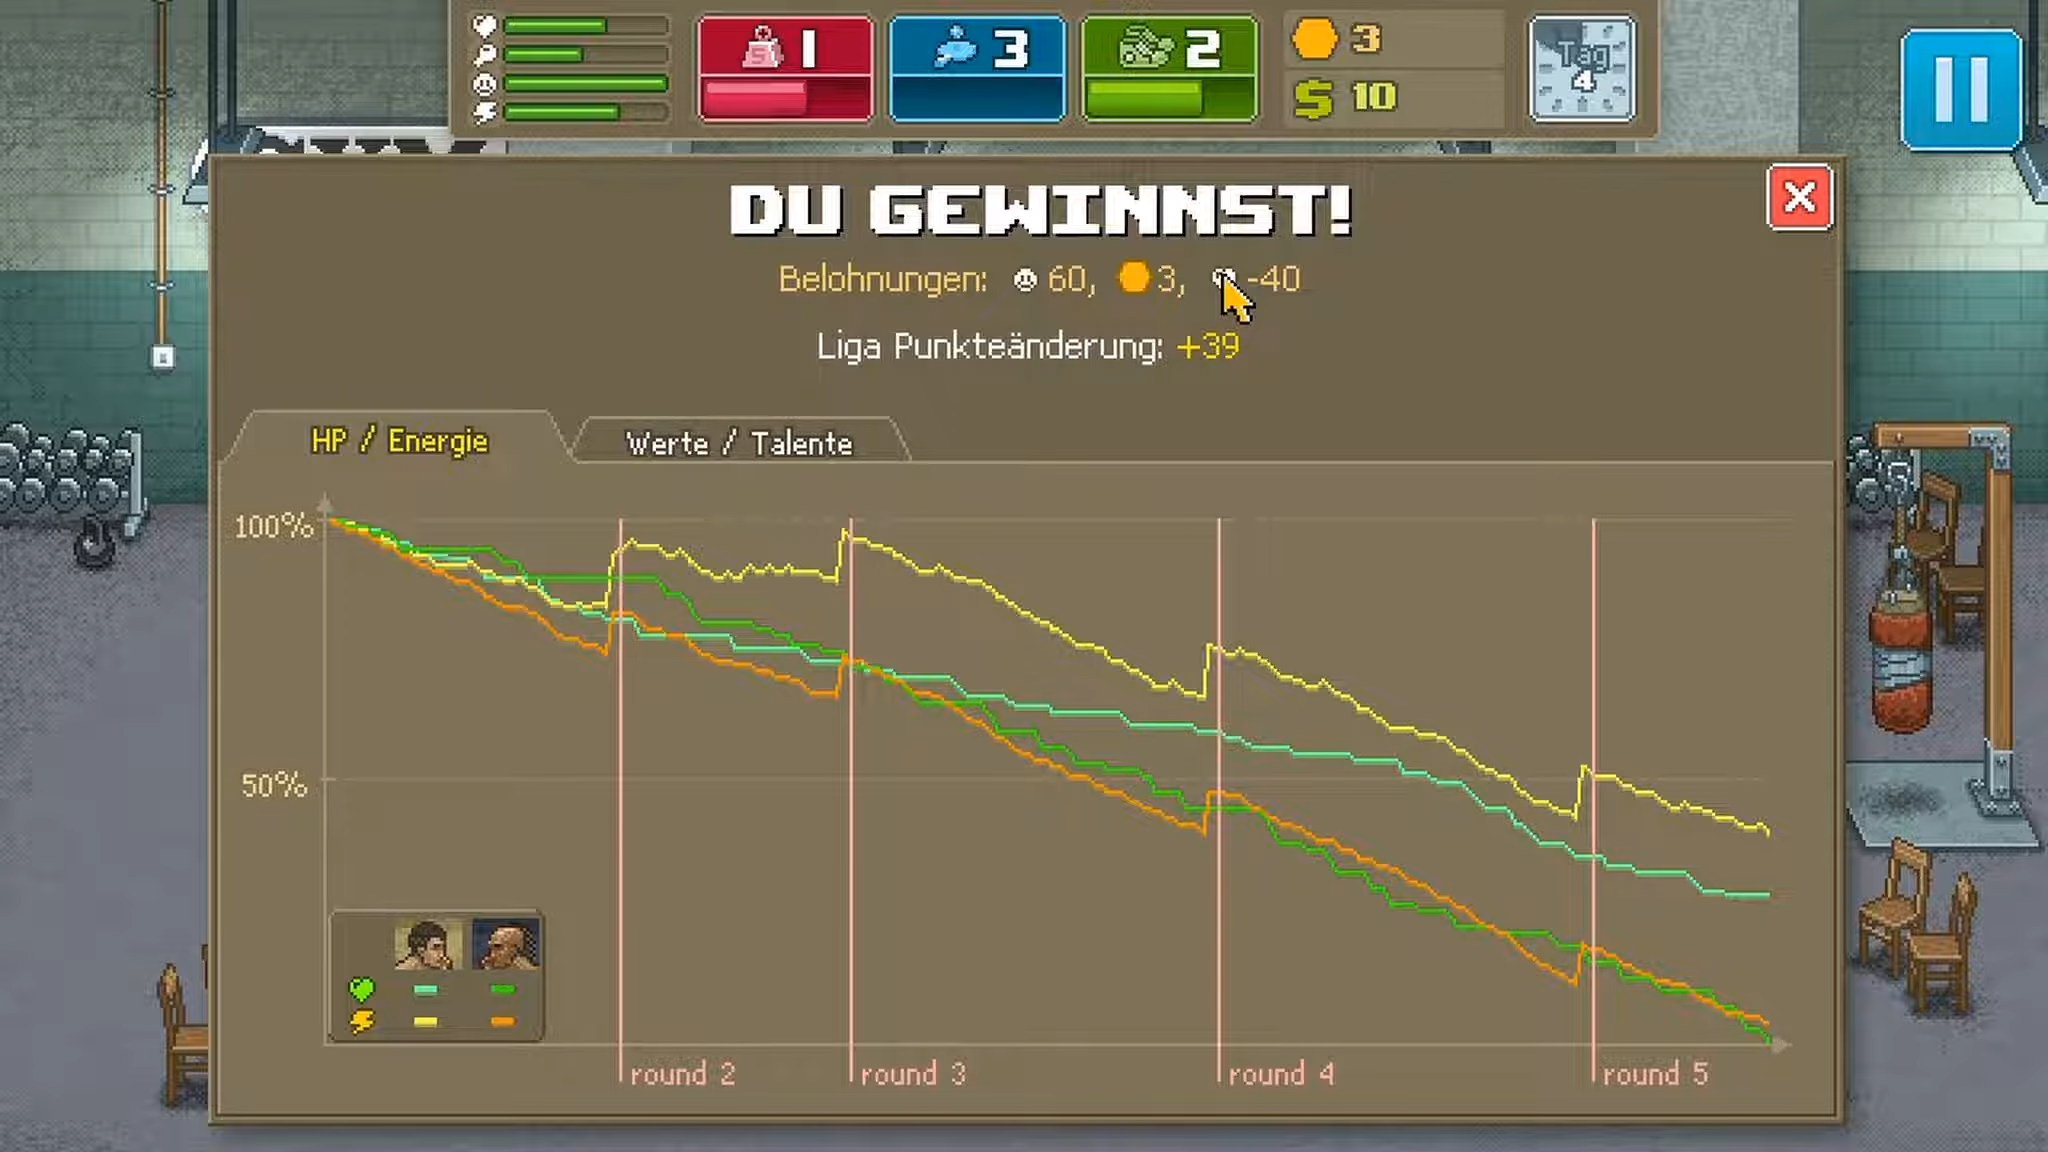 1 3 2 3
10
Tag
4
DU GEWINNST!
Belohnungen: 60, 3, -40
Liga Punkteänderung: +39
HP / Energie Werte / Talente
100%
50%
round 2 round 3 round 4 round 5